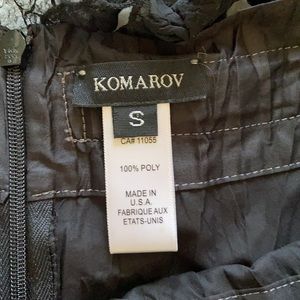 KOMAROV
S
CA# 11055
100% POLY
MADE IN
U.S.A.
FABRIQUE AUX
ETATS-UNIS